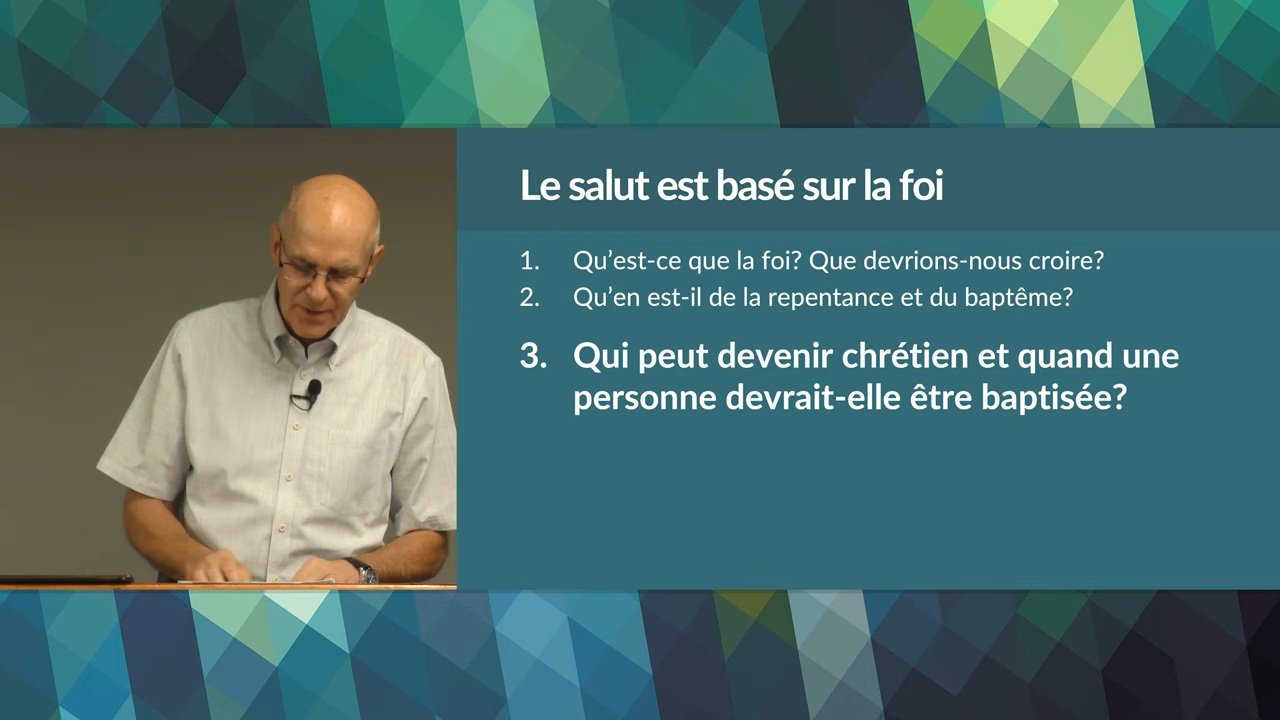 Le salut est basé sur la foi
1. Qu’est-ce que la foi? Que devrions-nous croire?
2. Qu’en est-il de la repentance et du baptême?
3. Qui peut devenir chrétien et quand une
personne devrait-elle être baptisée?